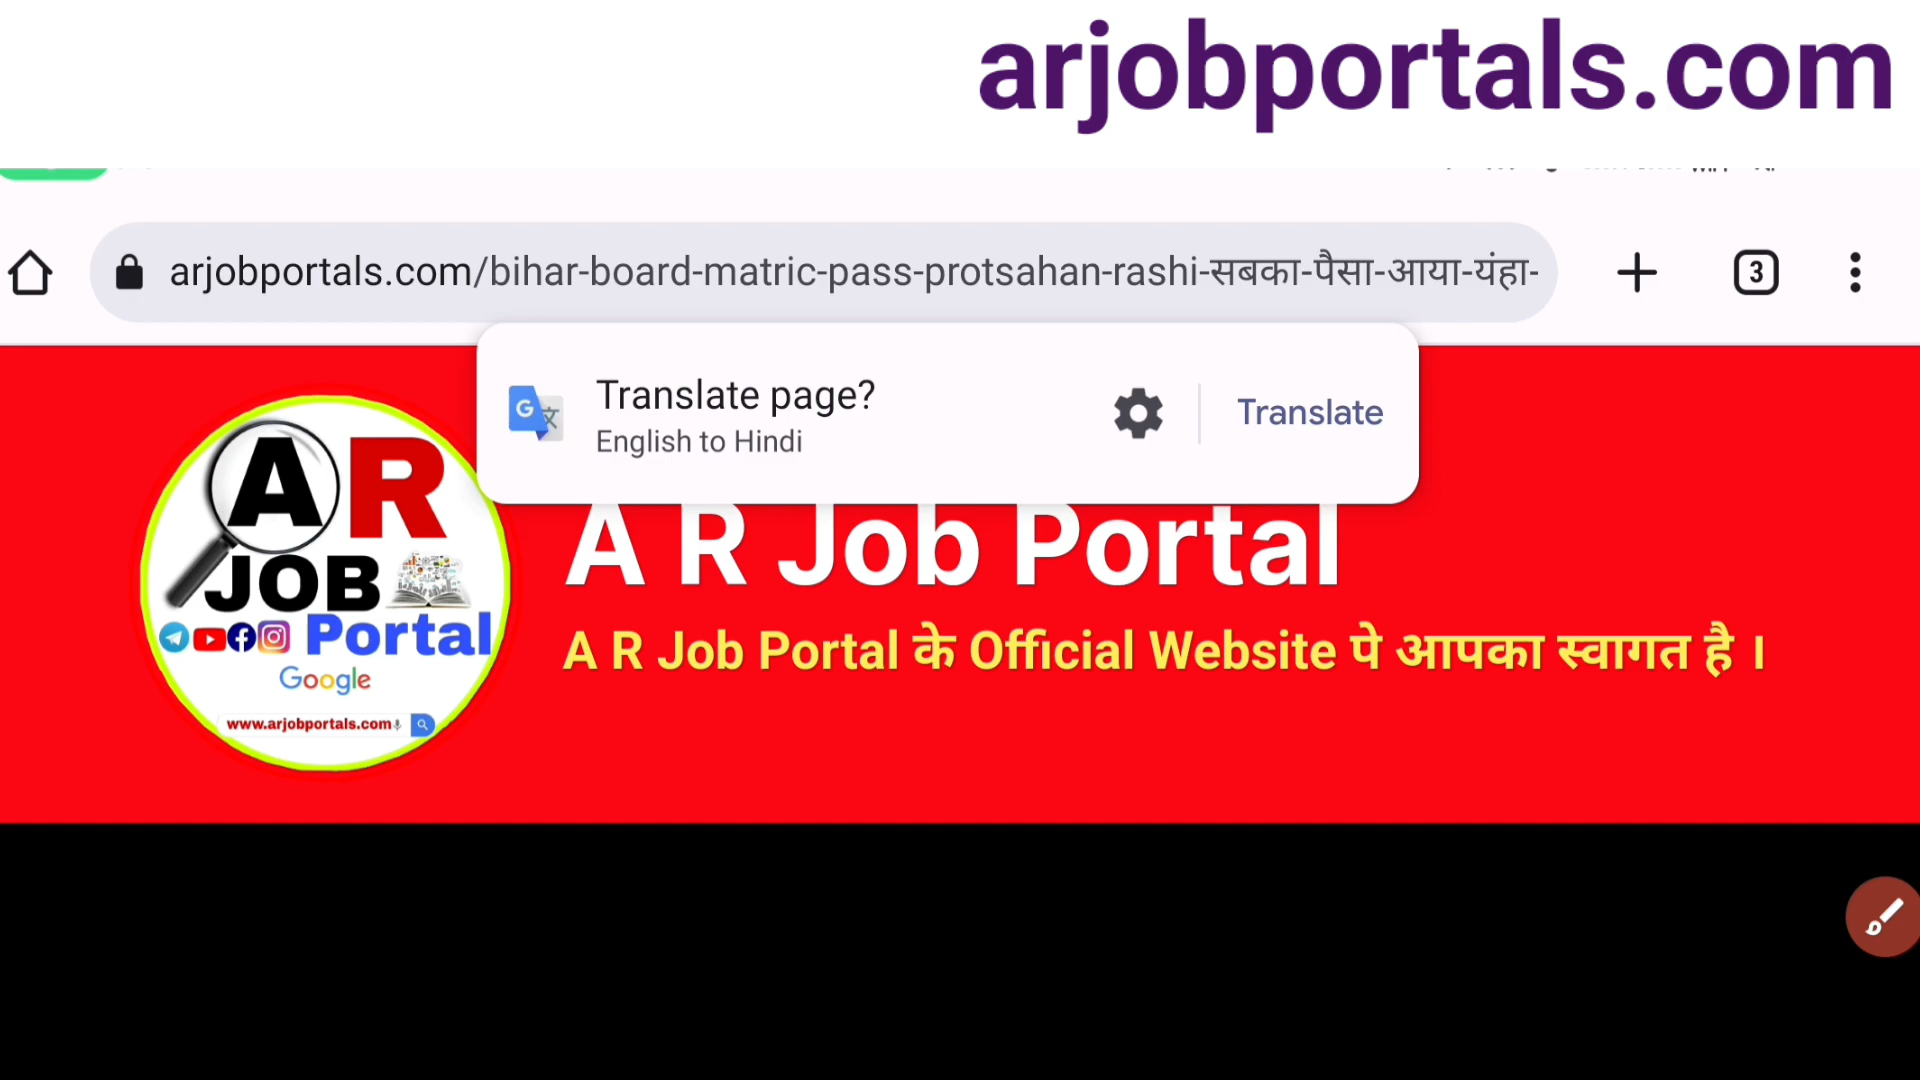 arjobportals.com
arjobportals.com/bihar-board-matric-pass-protsahan-rashi-सबका-पैसा-आया-यंहा-
3
Translate page?
English to Hindi
Translate
A R Job Portal
A R Job Portal के Official Website पे आपका स्वागत है ।
AR
JOB
Portal
Google
www.arjobportals.com